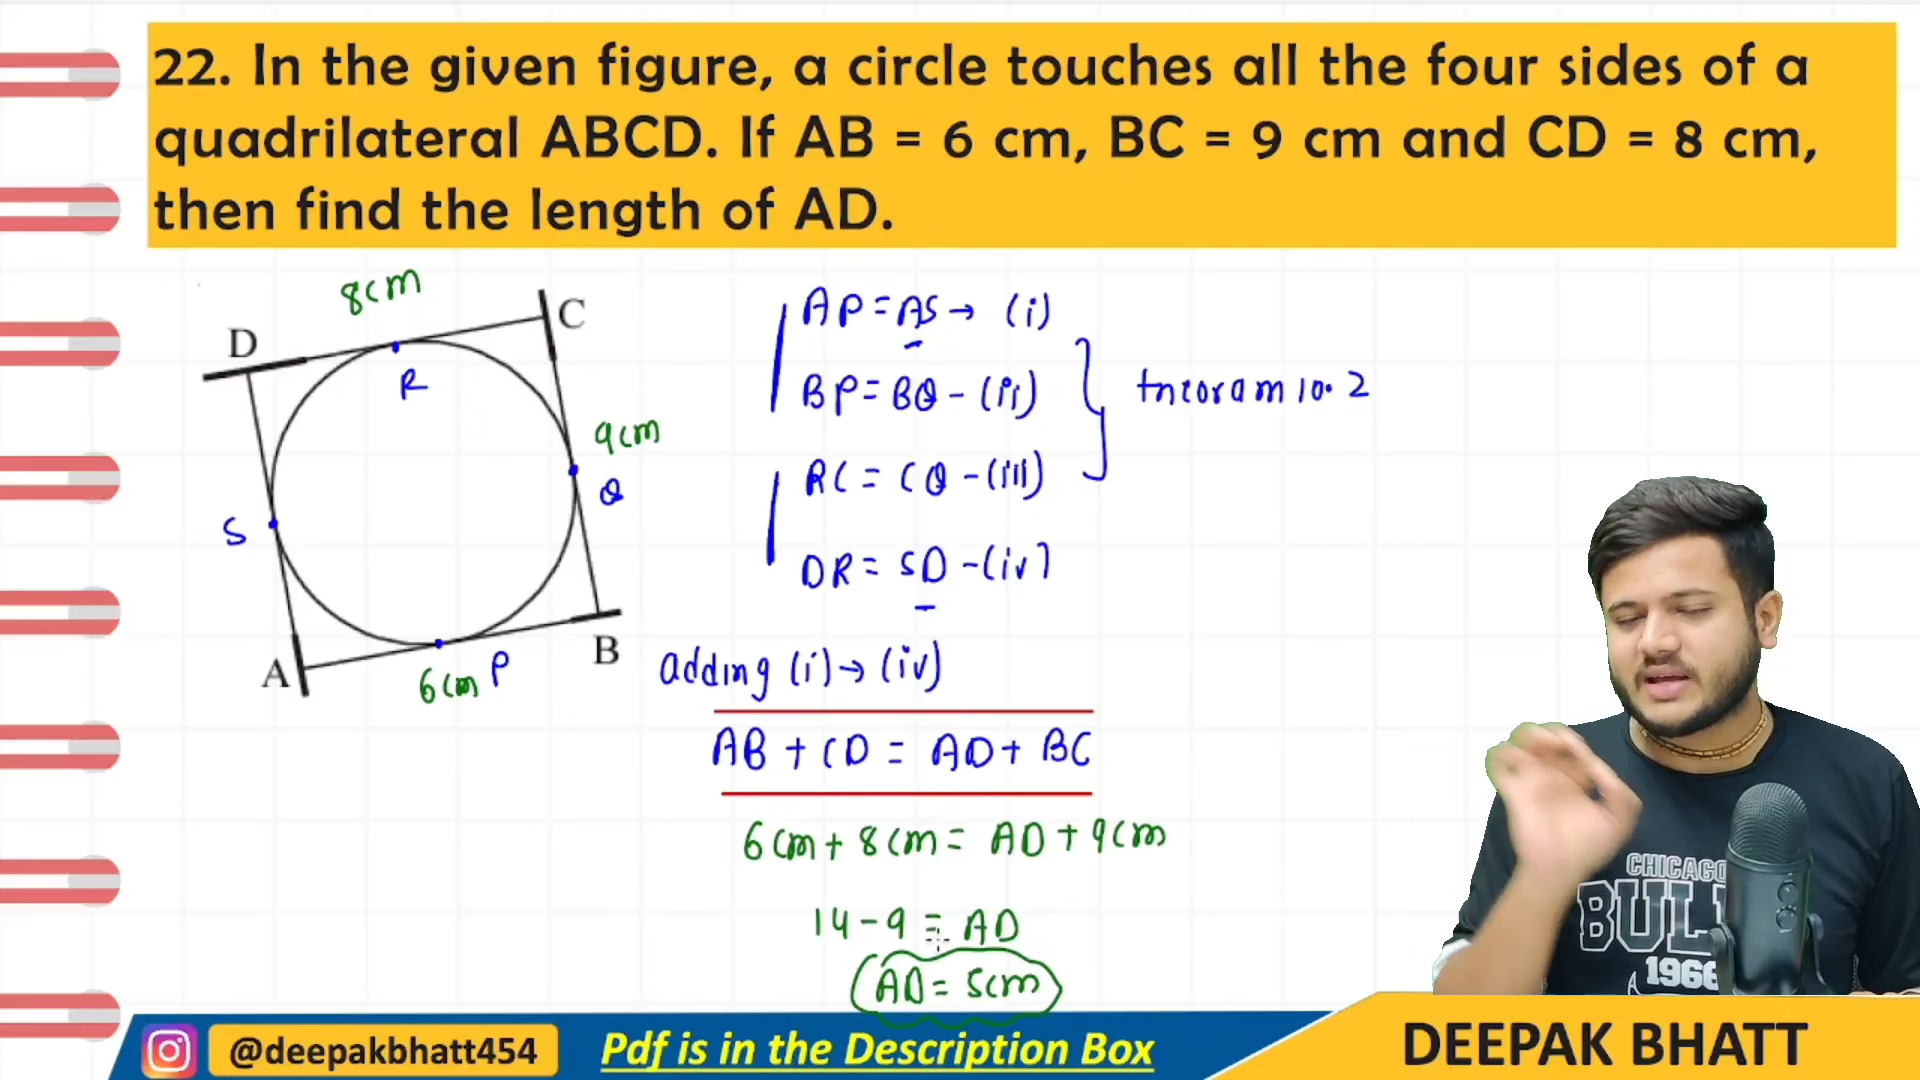 22. In the given figure, a circle touches all the four sides of a
quadrilateral ABCD. If AB = 6 cm, BC = 9 cm and CD = 8 cm,
then find the length of AD.
8cm
D
C
R
9cm
Q
S
A
B
6cm P
AP = AS → (i)
BP = BQ - (ii)
RC = CQ - (iii)
DR = SD - (iv)
theoram 10.2
adding (i) → (iv)
AB + CD = AD + BC
6cm + 8cm = AD + 9cm
14 - 9 = AD
AD = 5cm
CHICAGO
BULL
1966
@deepakbhatt454
Pdf is in the Description Box
DEEPAK BHATT